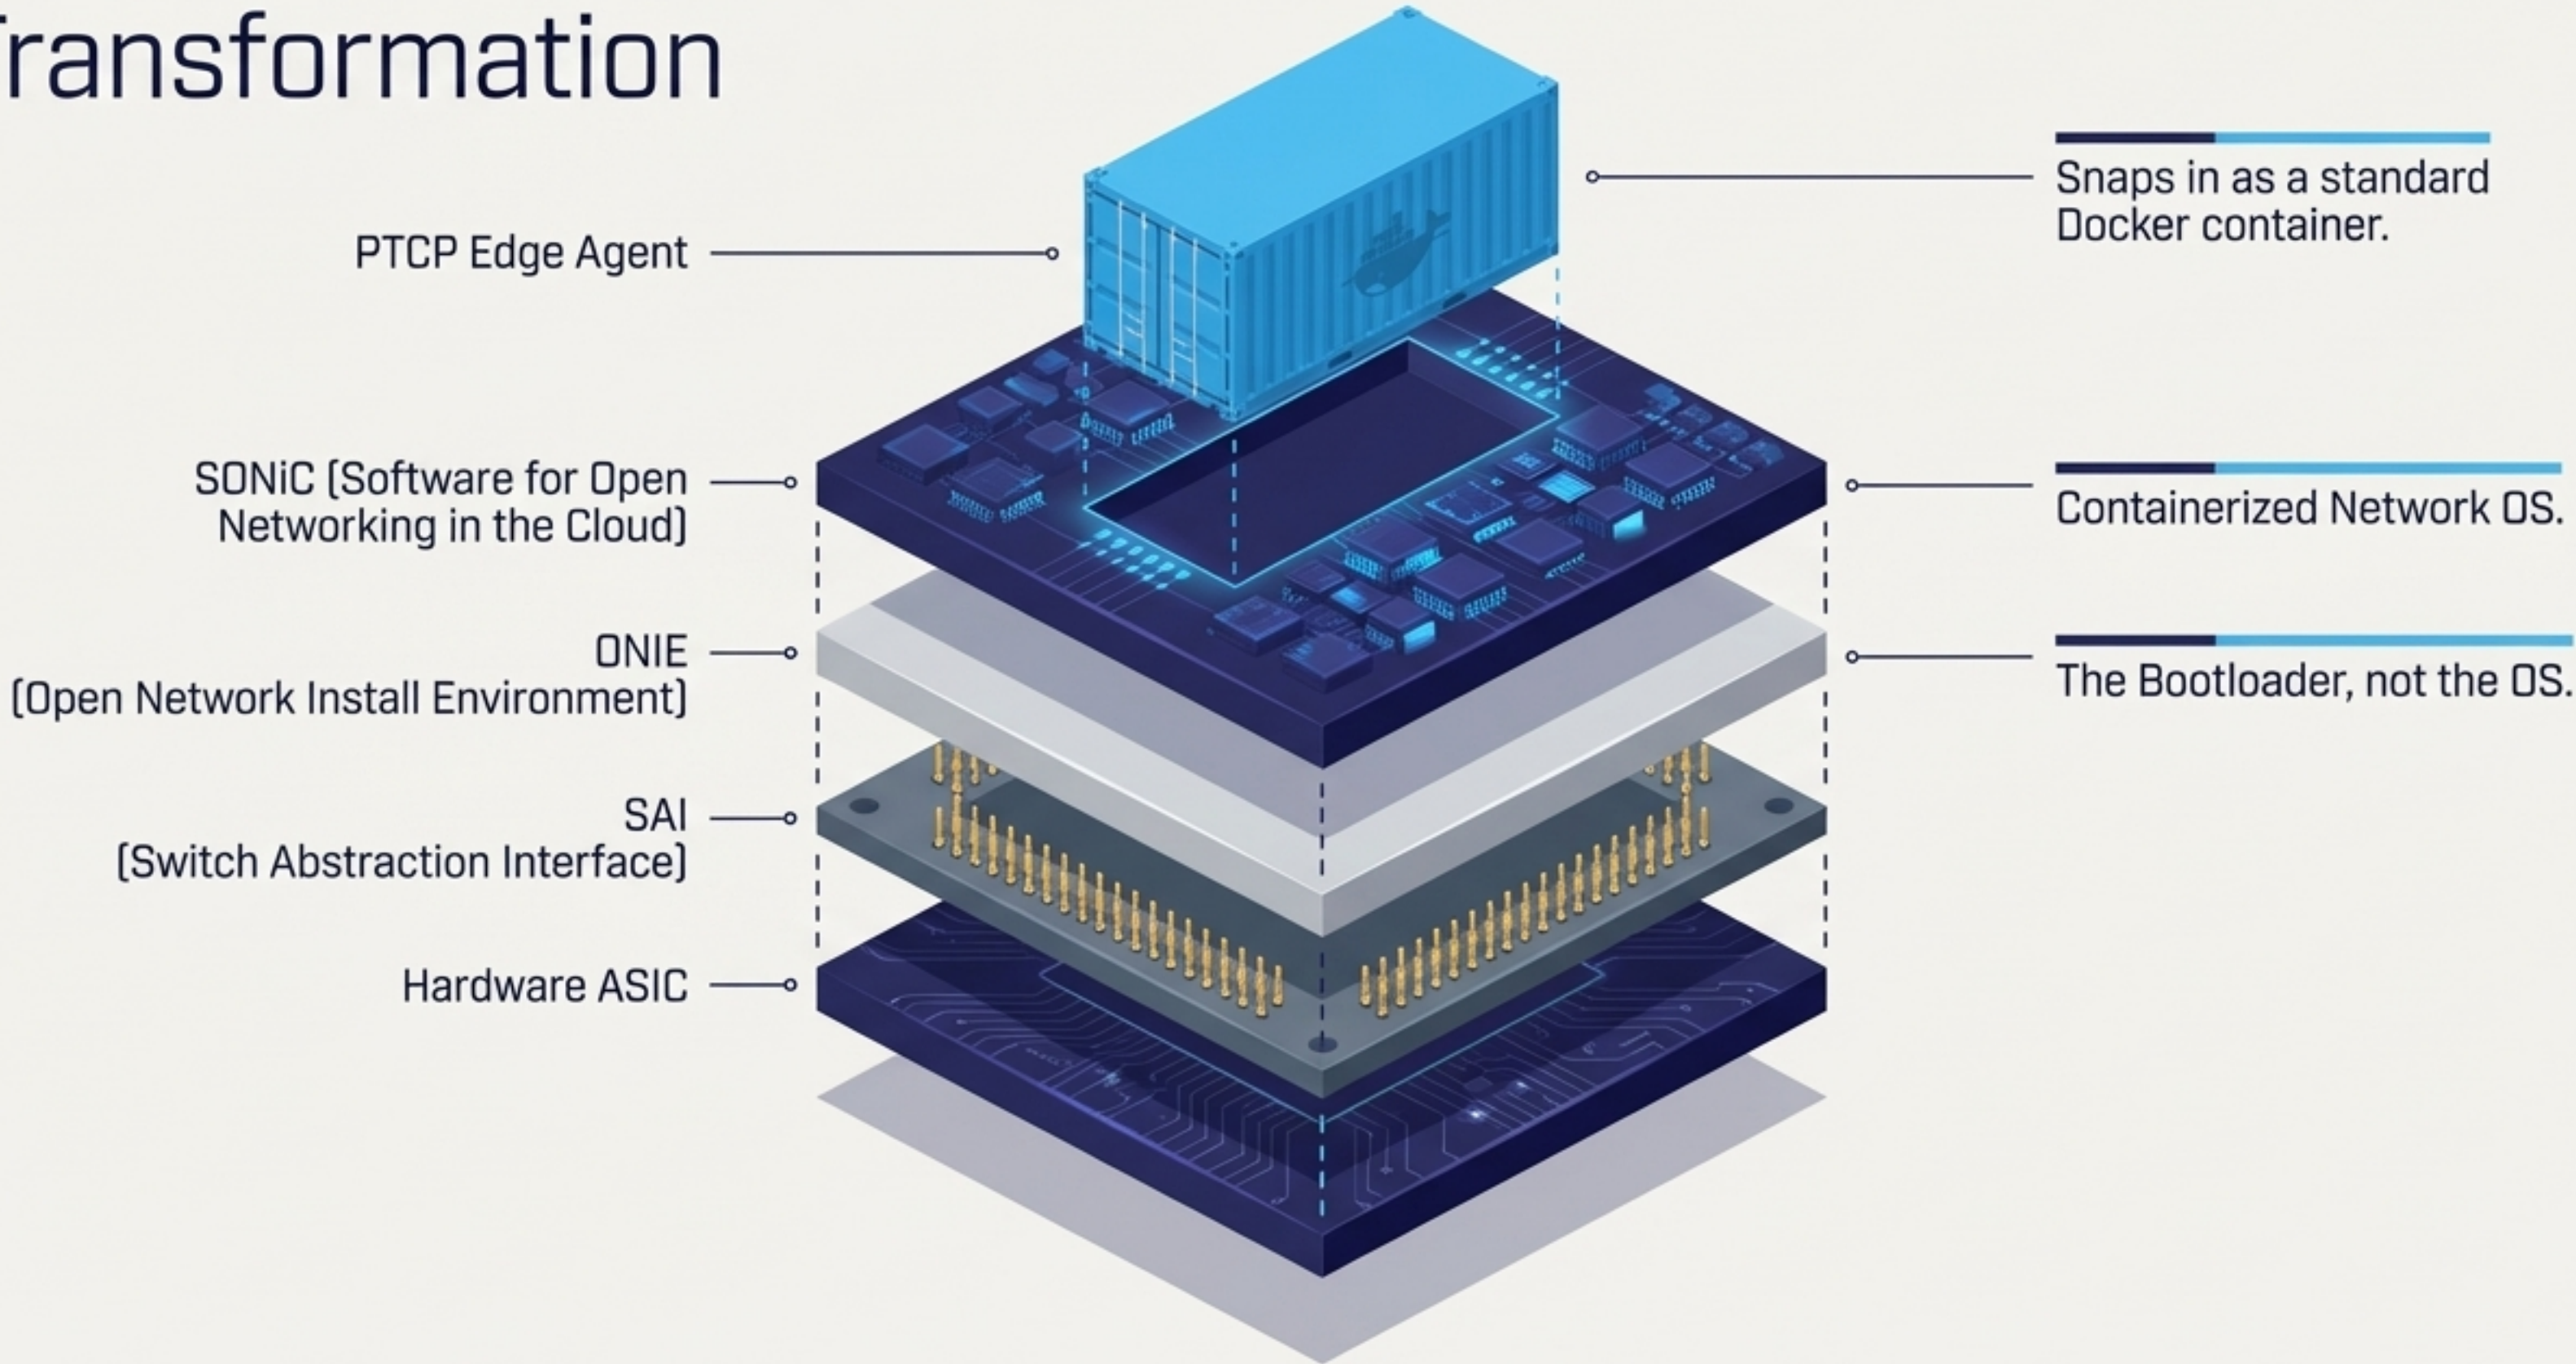 ransformation
PTCP Edge Agent
Snaps in as a standard
Docker container.
SONiC (Software for Open
Networking in the Cloud)
Containerized Network OS.
ONIE
(Open Network Install Environment)
The Bootloader, not the OS.
SAI
(Switch Abstraction Interface)
Hardware ASIC